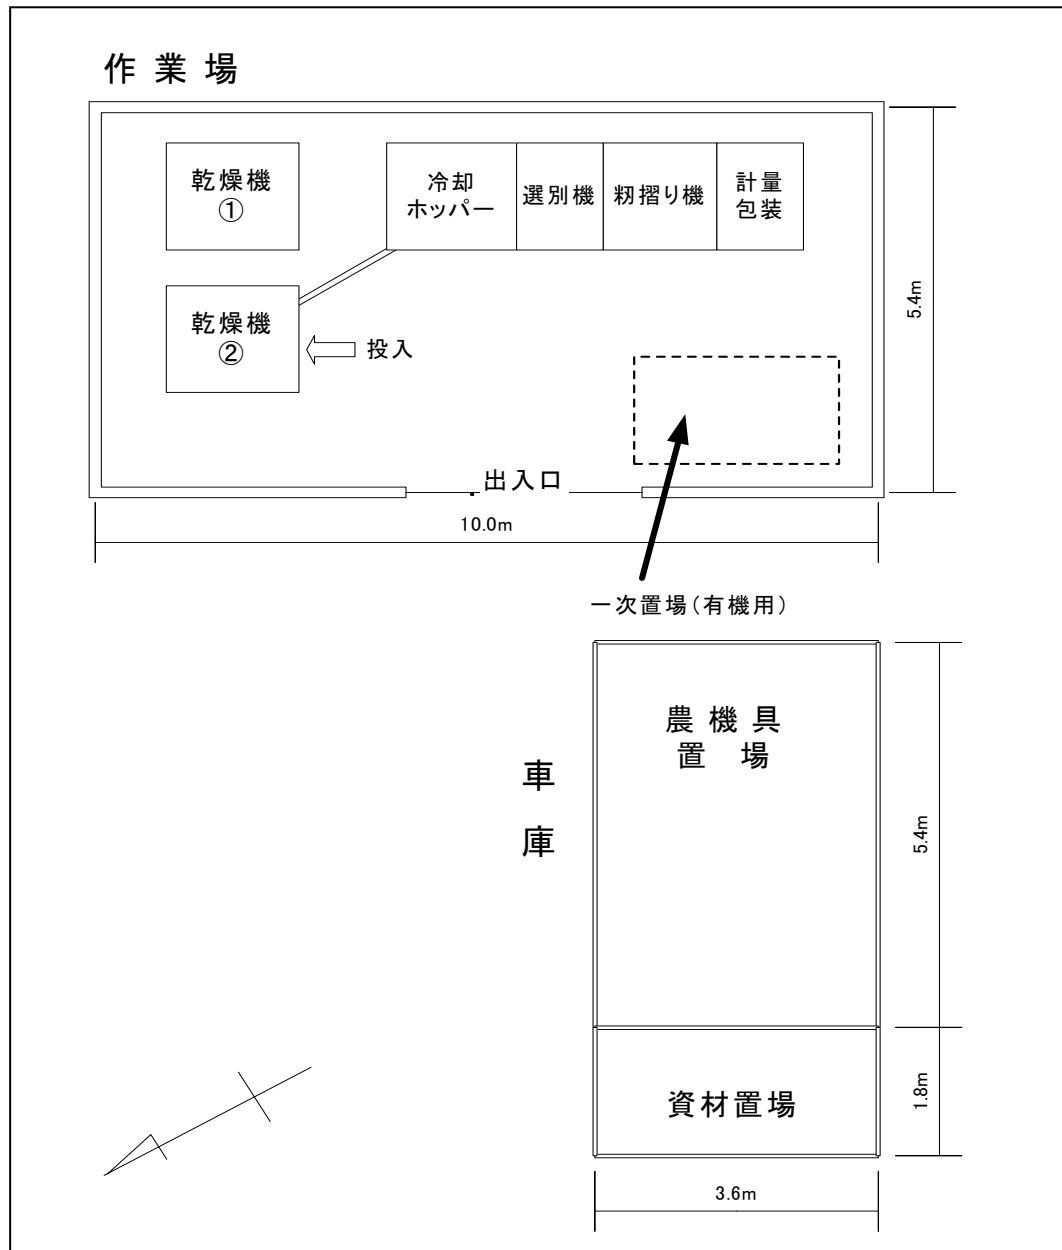 作業場
乾燥機
①
冷却
ホッパー
選別機
籾摺り機
計量
包装
乾燥機
②
投入
5.4m
出入口
10.0m
一次置場(有機用)
農機具
置場
車
庫
5.4m
資材置場
1.8m
3.6m